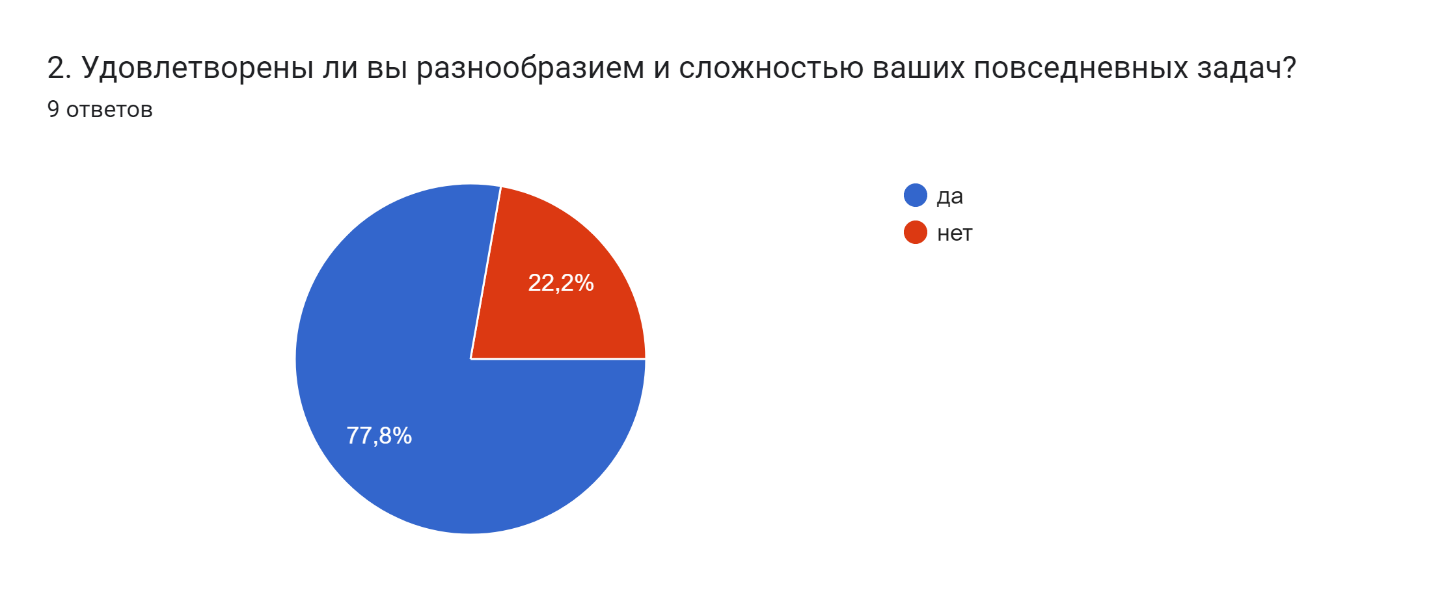 2. Удовлетворены ли вы разнообразием и сложностью ваших повседневных задач?
9 ответов
да
нет
22,2%
77,8%